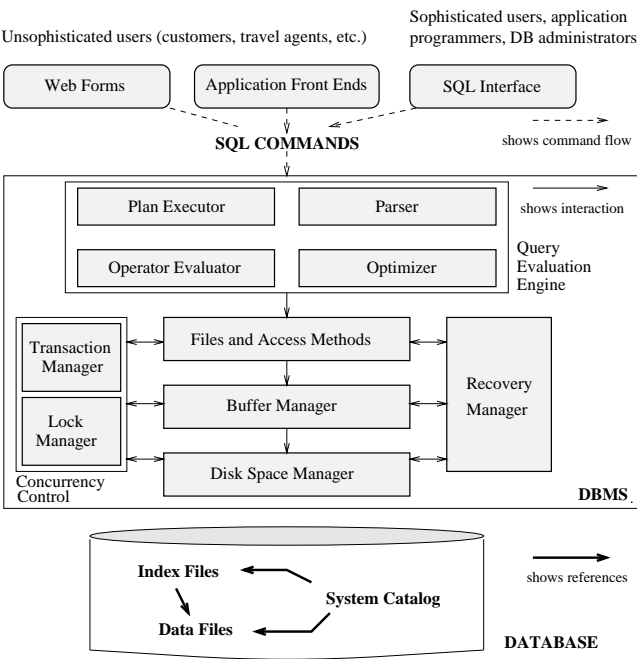 Unsophisticated users (customers, travel agents, etc.)
Sophisticated users, application
programmers, DB administrators
Web Forms
Application Front Ends
SQL Interface
SQL COMMANDS
shows command flow
Plan Executor
Parser
shows interaction
Operator Evaluator
Optimizer
Query
Evaluation
Engine
Transaction
Manager
Files and Access Methods
Recovery
Manager
Lock
Manager
Buffer Manager
Disk Space Manager
Concurrency
Control
DBMS
Index Files
System Catalog
Data Files
shows references
DATABASE